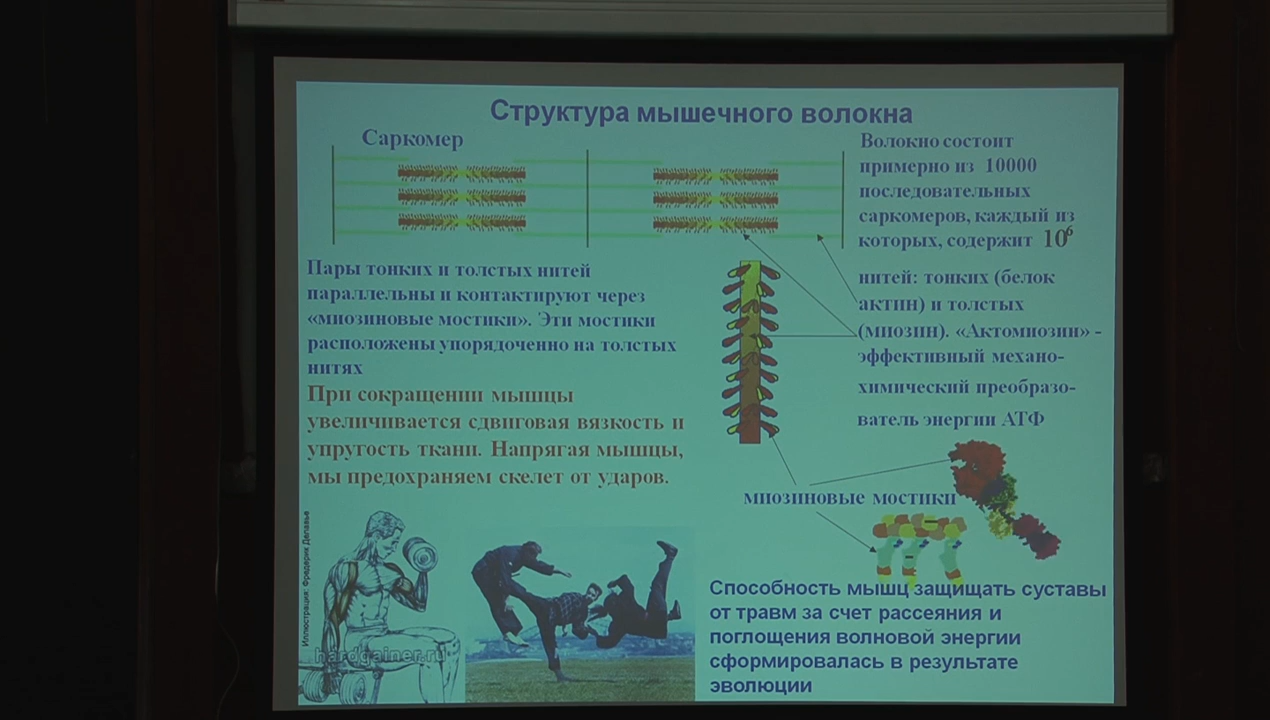 Структура мышечного волокна
Саркомер
Волокно состоит
примерно из 10000
последовательных
саркомеров, каждый из
которых, содержит 10⁶
нитей: тонких (белок
актин) и толстых
(миозин). «Актомиозин» -
эффективный механо-
химический преобразо-
ватель энергии АТФ
Пары тонких и толстых нитей
параллельны и контактируют через
«миозиновые мостики». Эти мостики
расположены упорядоченно на толстых
нитях
При сокращении мышцы
увеличивается сдвиговая вязкость и
упругость ткани. Напрягая мышцы,
мы предохраняем скелет от ударов.
миозиновые мостики
Иллюстрация: Фредерик Делавье
hardgainer.ru
Способность мышц защищать суставы
от травм за счет рассеяния и
поглощения волновой энергии
сформировалась в результате
эволюции